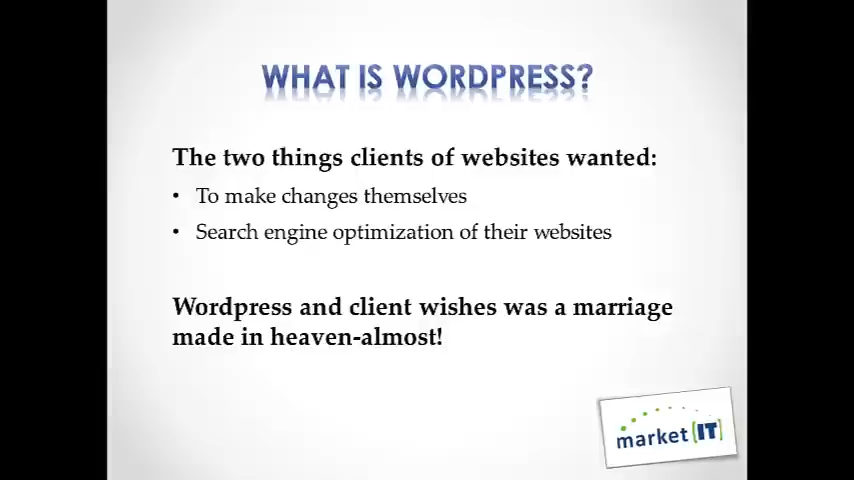 WHAT IS WORDPRESS?
The two things clients of websites wanted:
• To make changes themselves
• Search engine optimization of their websites
Wordpress and client wishes was a marriage
made in heaven-almost!
market [IT]